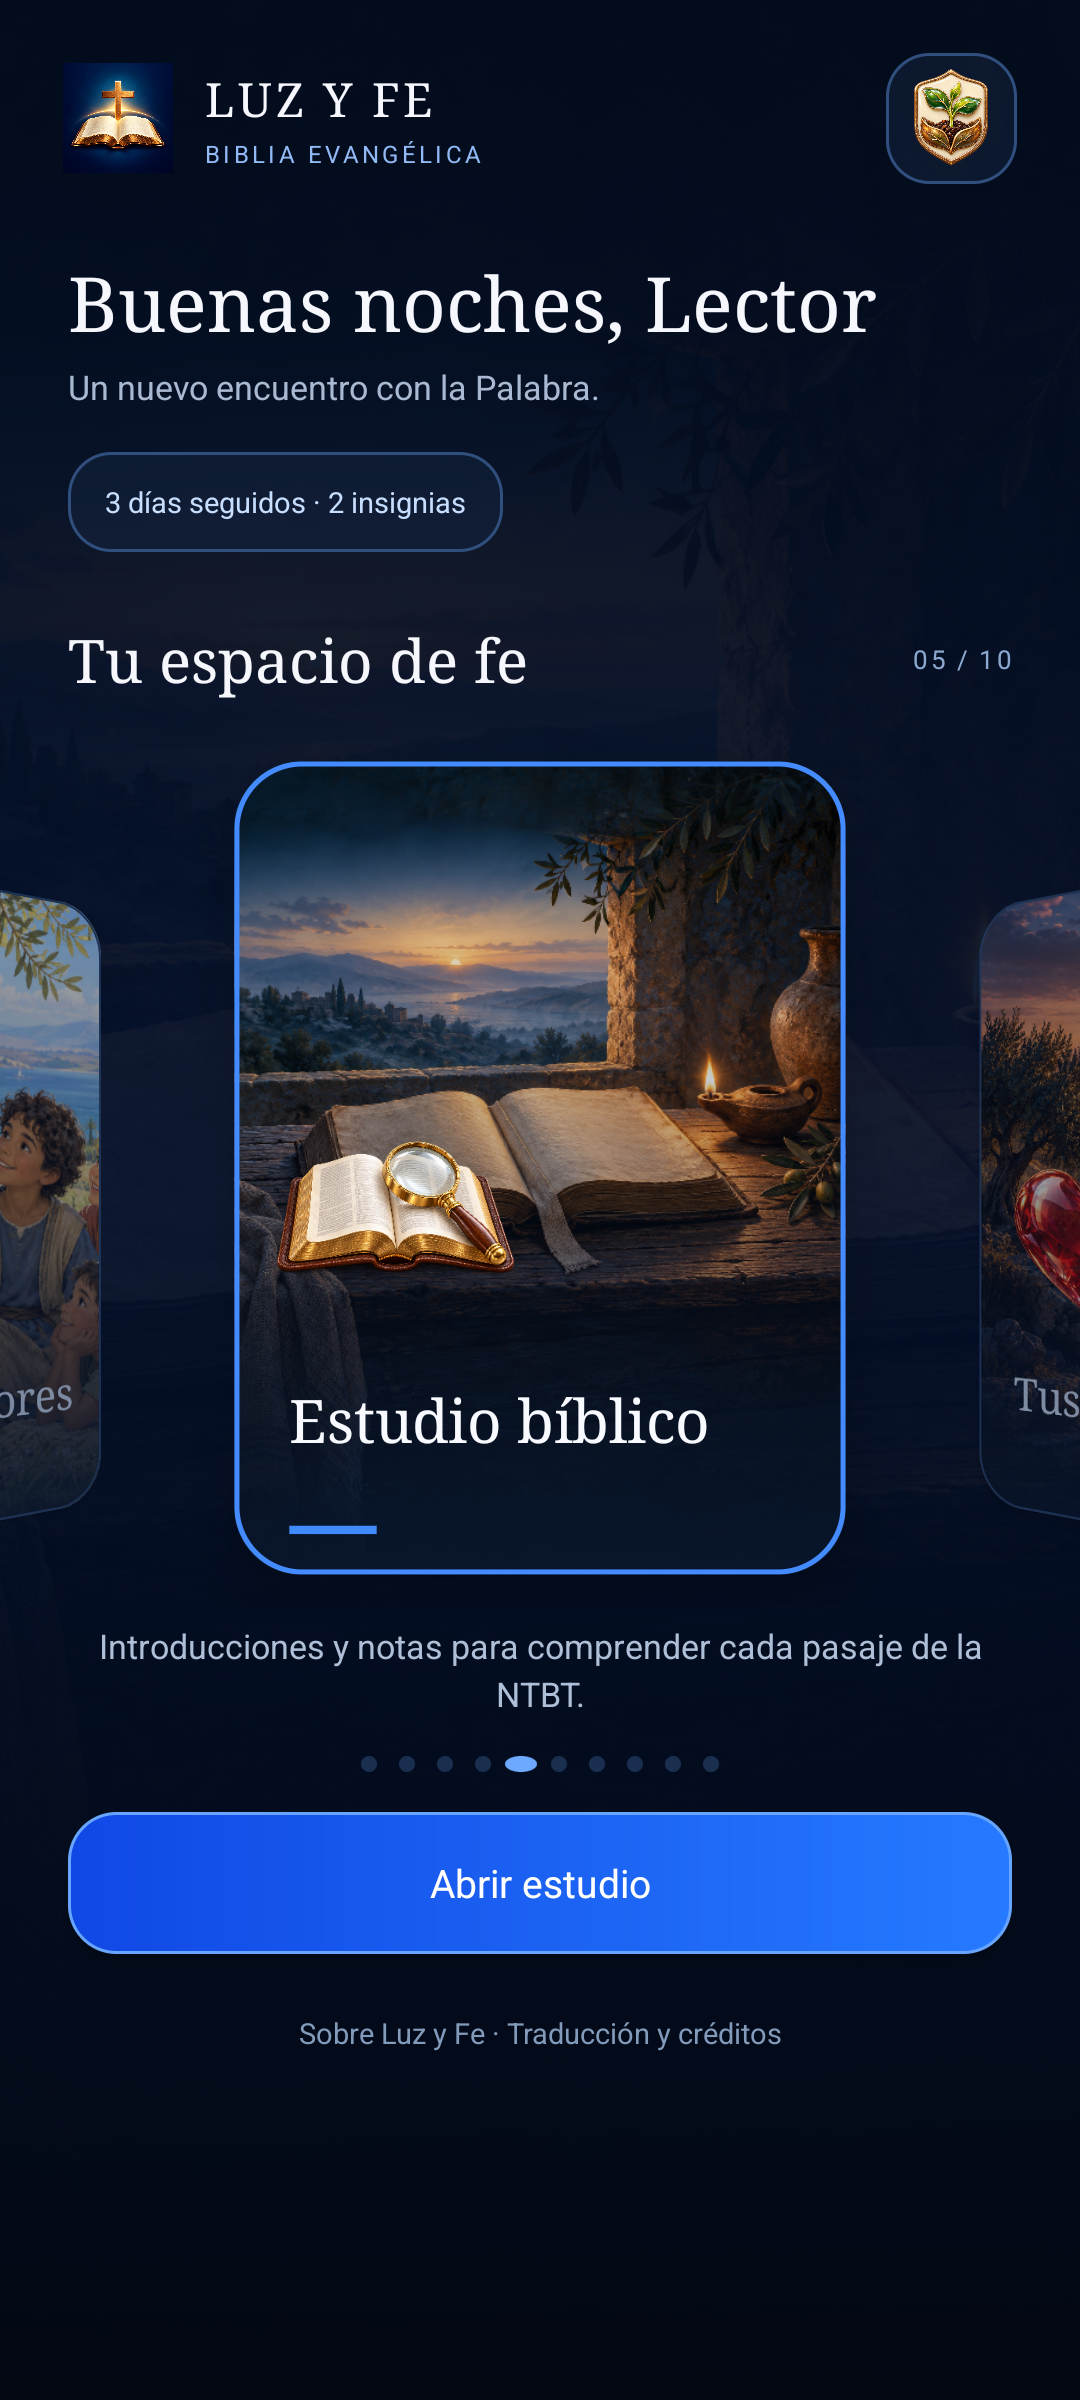 LUZ Y FE
BIBLIA EVANGÉLICA
Buenas noches, Lector
Un nuevo encuentro con la Palabra.
3 días seguidos · 2 insignias
Tu espacio de fe
05 / 10
ores
Tus
Estudio bíblico
Introducciones y notas para comprender cada pasaje de la
NTBT.
Abrir estudio
Sobre Luz y Fe · Traducción y créditos